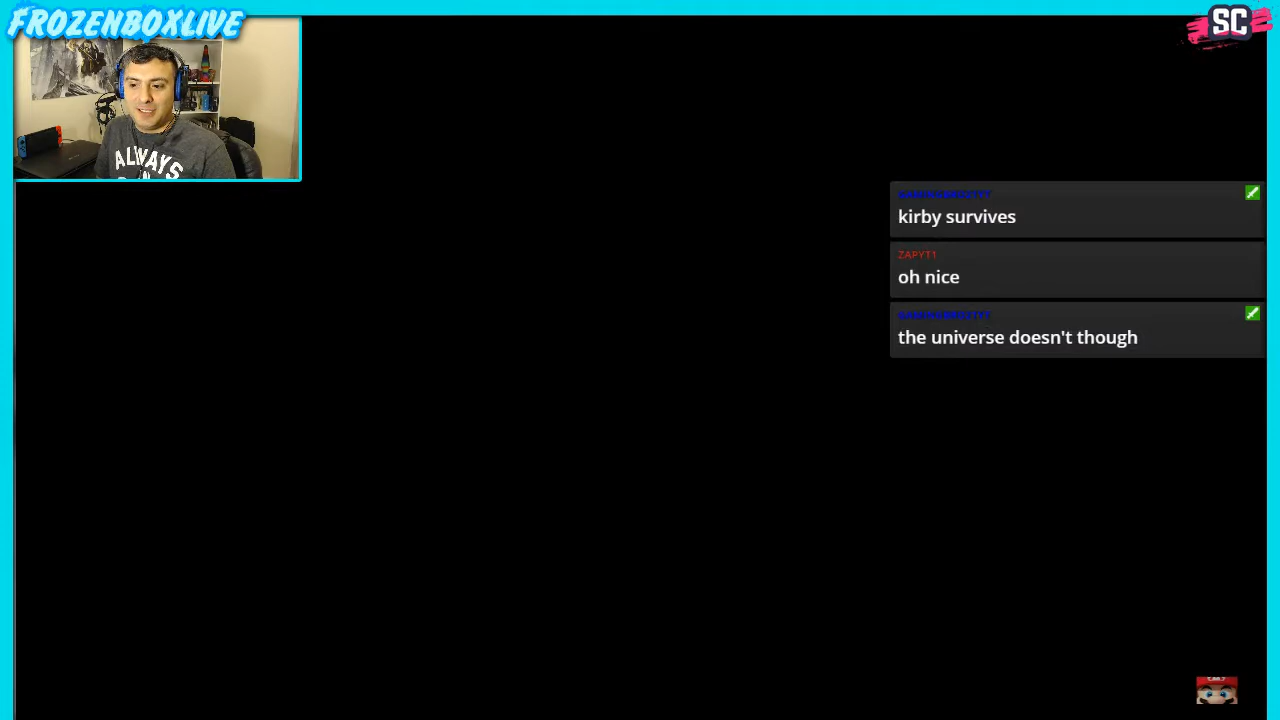 FROZENBOXLIVE
SC
ALWAYS
kirby survives
ZAPYT1
oh nice
the universe doesn't though